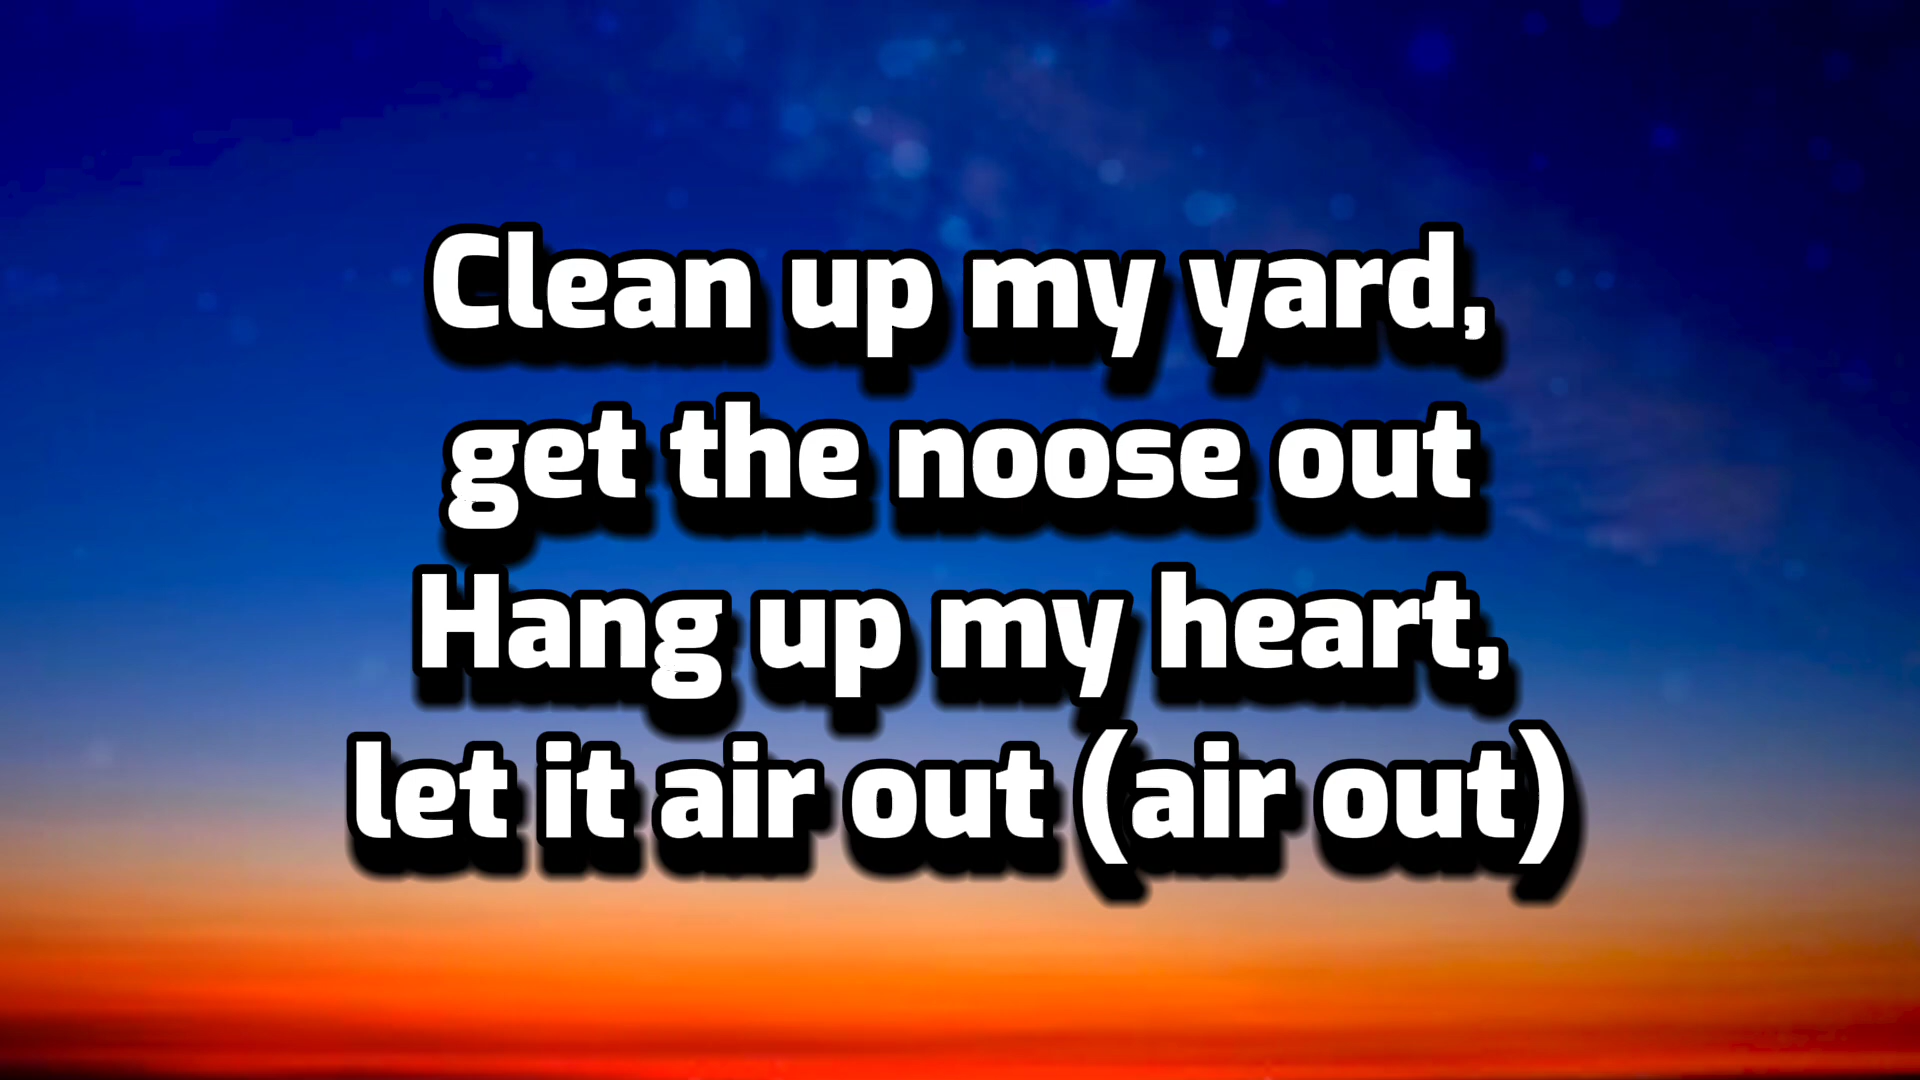 Clean up my yard,
get the noose out
Hang up my heart,
let it air out (air out)